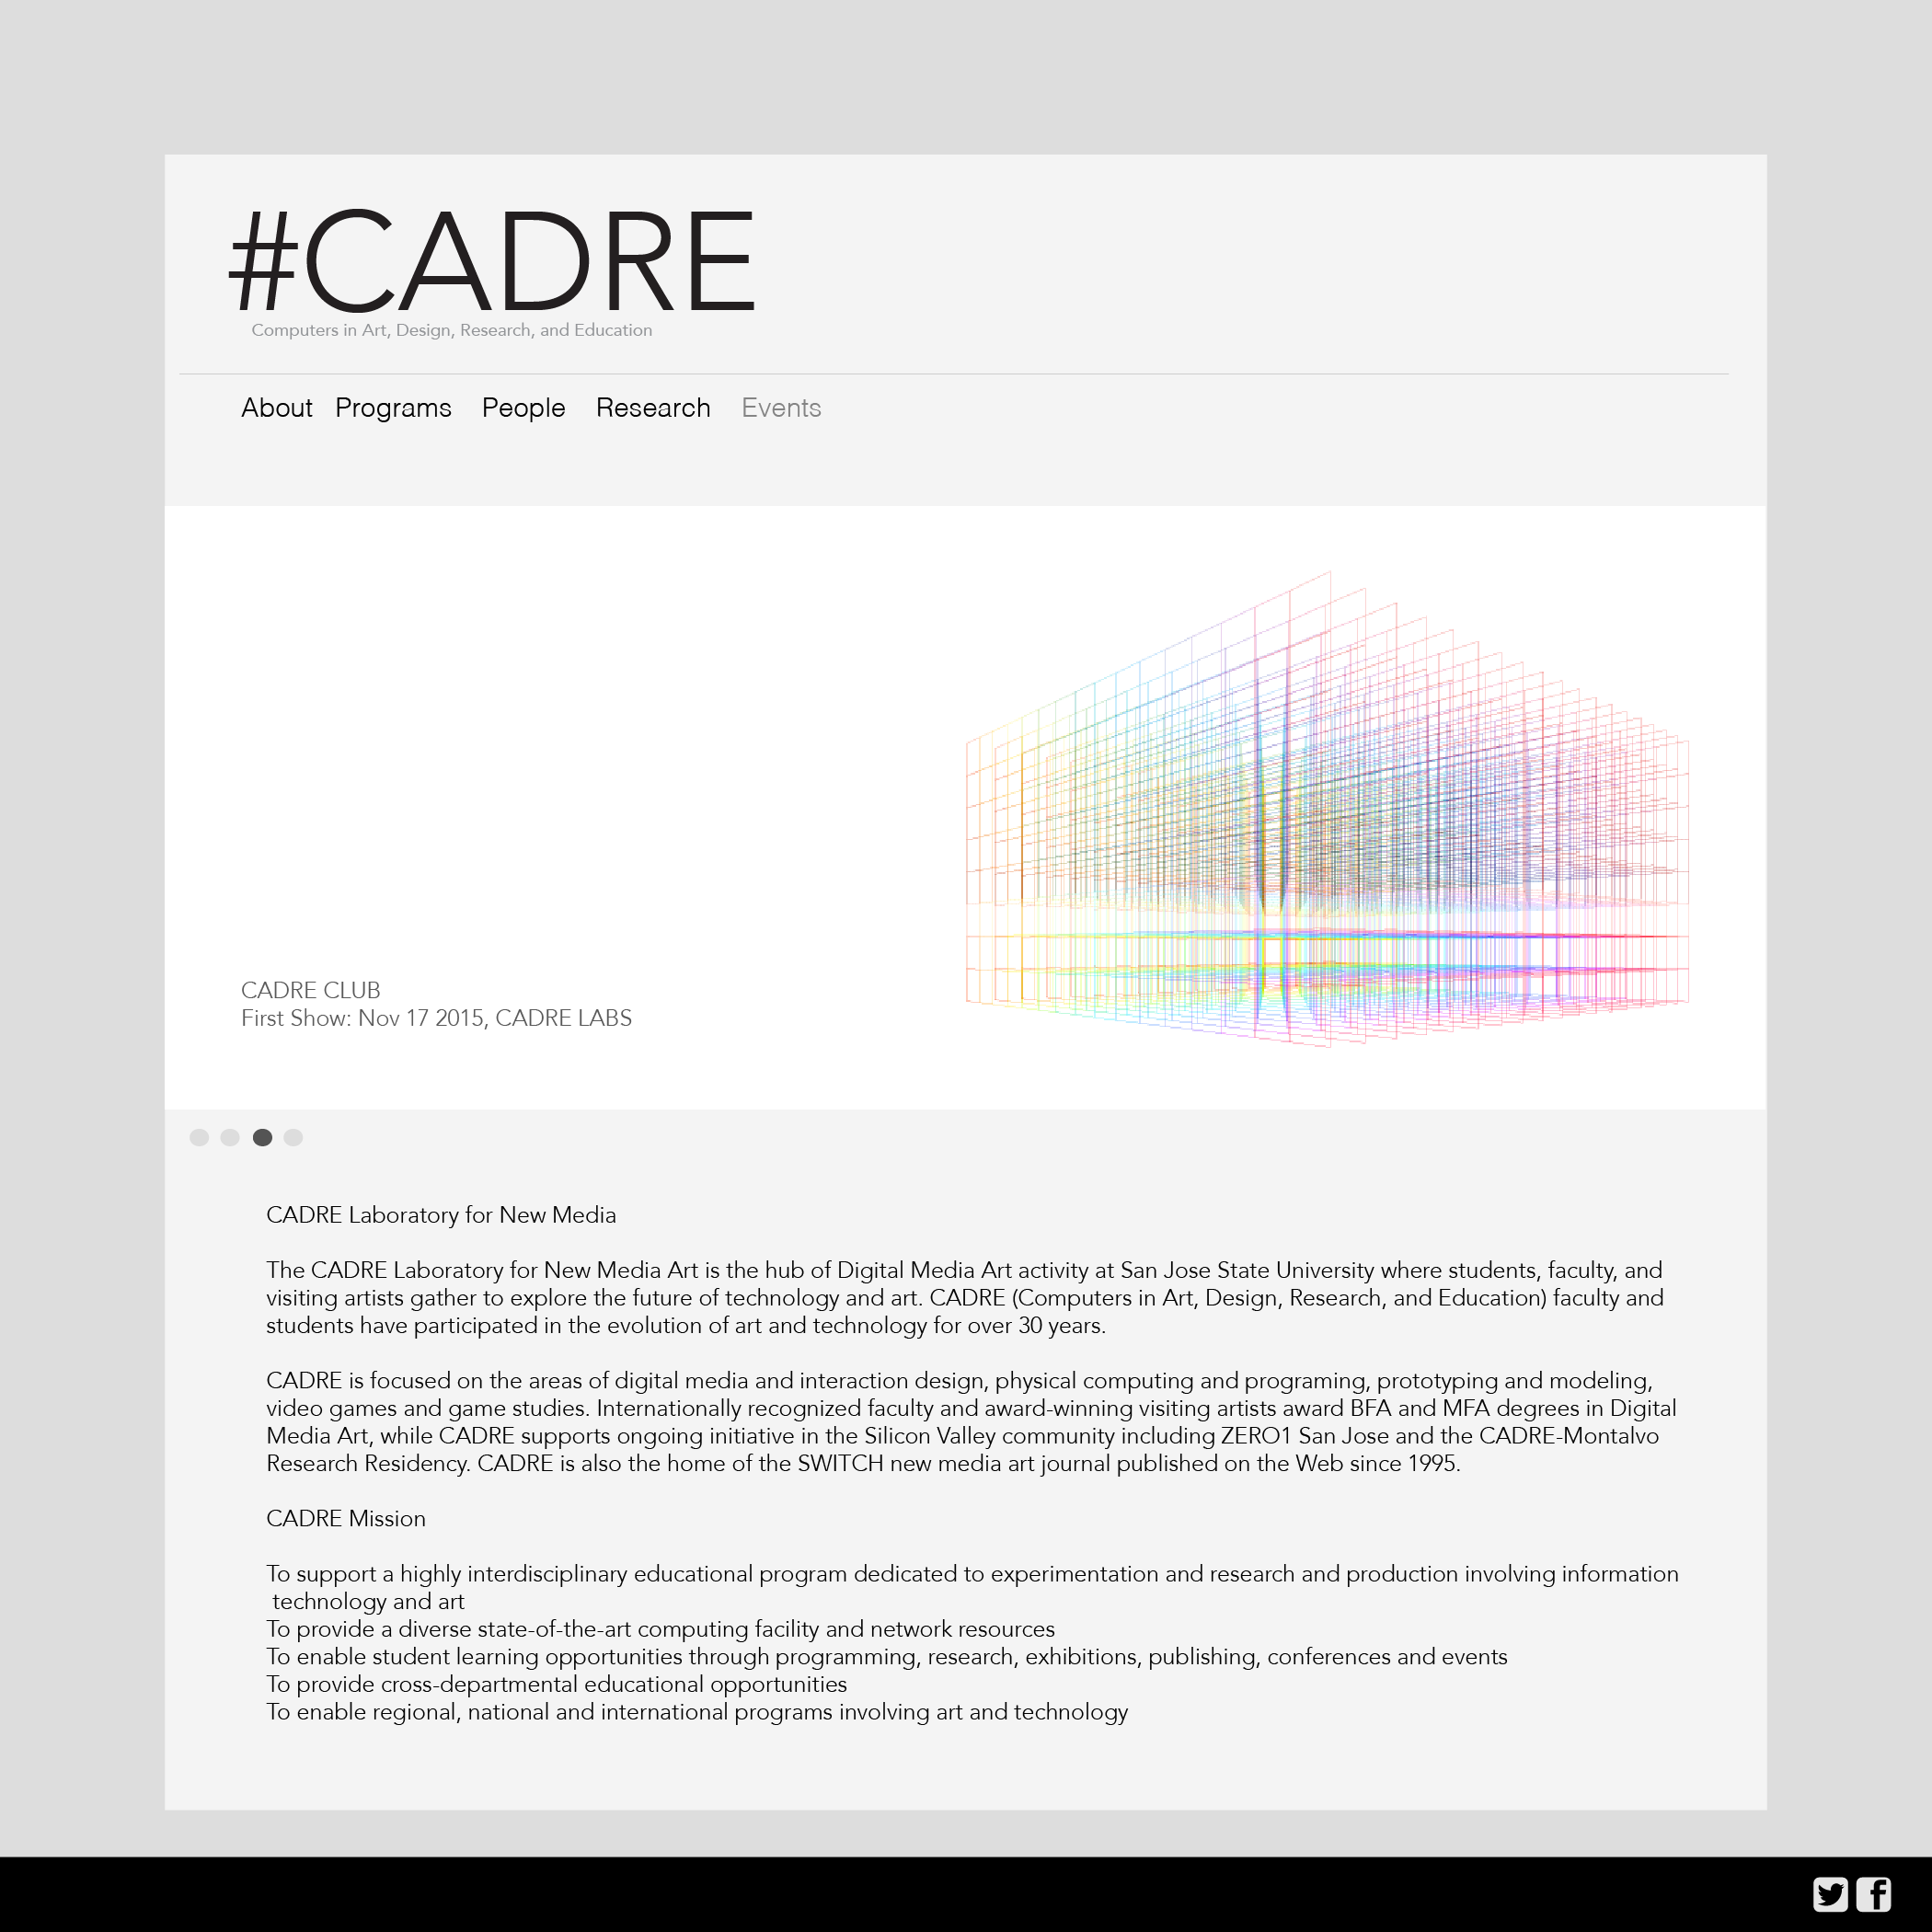 #CADRE
Computers in Art, Design, Research, and Education
About Programs People Research Events
CADRE CLUB
First Show: Nov 17 2015, CADRE LABS
CADRE Laboratory for New Media
The CADRE Laboratory for New Media Art is the hub of Digital Media Art activity at San Jose State University where students, faculty, and
visiting artists gather to explore the future of technology and art. CADRE (Computers in Art, Design, Research, and Education) faculty and
students have participated in the evolution of art and technology for over 30 years.
CADRE is focused on the areas of digital media and interaction design, physical computing and programing, prototyping and modeling,
video games and game studies. Internationally recognized faculty and award-winning visiting artists award BFA and MFA degrees in Digital
Media Art, while CADRE supports ongoing initiative in the Silicon Valley community including ZERO1 San Jose and the CADRE-Montalvo
Research Residency. CADRE is also the home of the SWITCH new media art journal published on the Web since 1995.
CADRE Mission
To support a highly interdisciplinary educational program dedicated to experimentation and research and production involving information
technology and art
To provide a diverse state-of-the-art computing facility and network resources
To enable student learning opportunities through programming, research, exhibitions, publishing, conferences and events
To provide cross-departmental educational opportunities
To enable regional, national and international programs involving art and technology